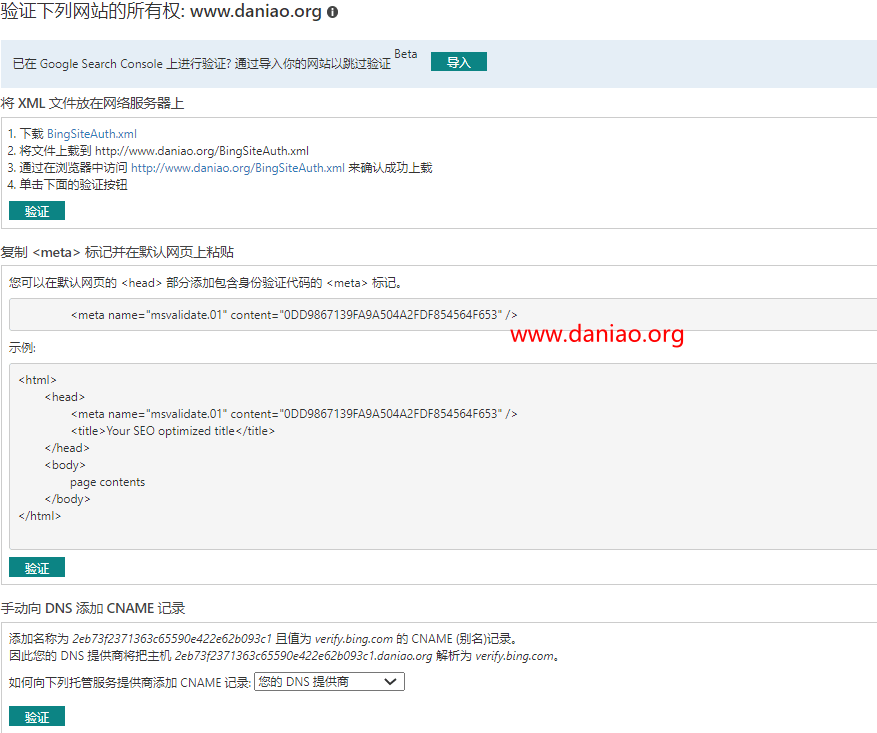 验证下列网站的所有权: www.daniao.org
已在 Google Search Console 上进行验证? 通过导入你的网站以跳过验证 Beta 导入
将 XML 文件放在网络服务器上
1. 下载 BingSiteAuth.xml
2. 将文件上载到 http://www.daniao.org/BingSiteAuth.xml
3. 通过在浏览器中访问 http://www.daniao.org/BingSiteAuth.xml 来确认成功上载
4. 单击下面的验证按钮
验证
复制 <meta> 标记并在默认网页上粘贴
您可以在默认网页的 <head> 部分添加包含身份验证代码的 <meta> 标记。
<meta name="msvalidate.01" content="0DD9867139FA9A504A2FDF854564F653" />
www.daniao.org
示例:
<html>
<head>
<meta name="msvalidate.01" content="0DD9867139FA9A504A2FDF854564F653" />
<title>Your SEO optimized title</title>
</head>
<body>
page contents
</body>
</html>
验证
手动向 DNS 添加 CNAME 记录
添加名称为 2eb73f2371363c65590e422e62b093c1 且值为 verify.bing.com 的 CNAME (别名)记录。
因此您的 DNS 提供商将把主机 2eb73f2371363c65590e422e62b093c1.daniao.org 解析为 verify.bing.com。
如何向下列托管服务提供商添加 CNAME 记录: 您的 DNS 提供商
验证